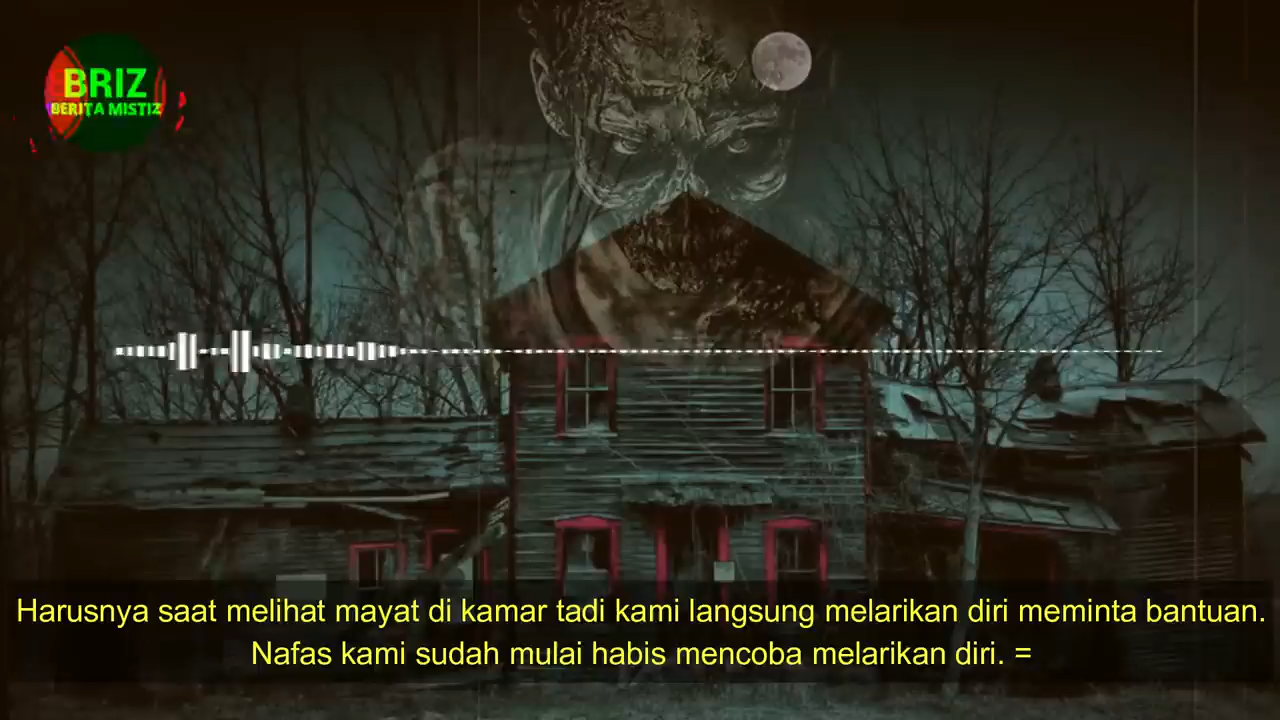 BRIZ
BERITA MISTIZ
Harusnya saat melihat mayat di kamar tadi kami langsung melarikan diri meminta bantuan.
Nafas kami sudah mulai habis mencoba melarikan diri. =